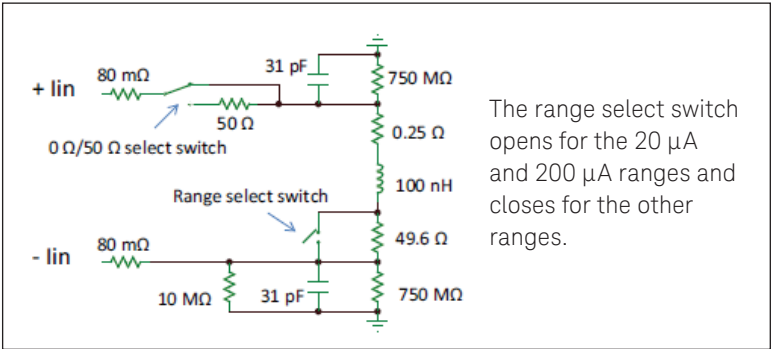 + Iin
80 mΩ
31 pF
750 MΩ
50 Ω
0 Ω/50 Ω select switch
0.25 Ω
100 nH
Range select switch
49.6 Ω
- Iin
80 mΩ
10 MΩ
31 pF
750 MΩ
The range select switch
opens for the 20 µA
and 200 µA ranges and
closes for the other
ranges.